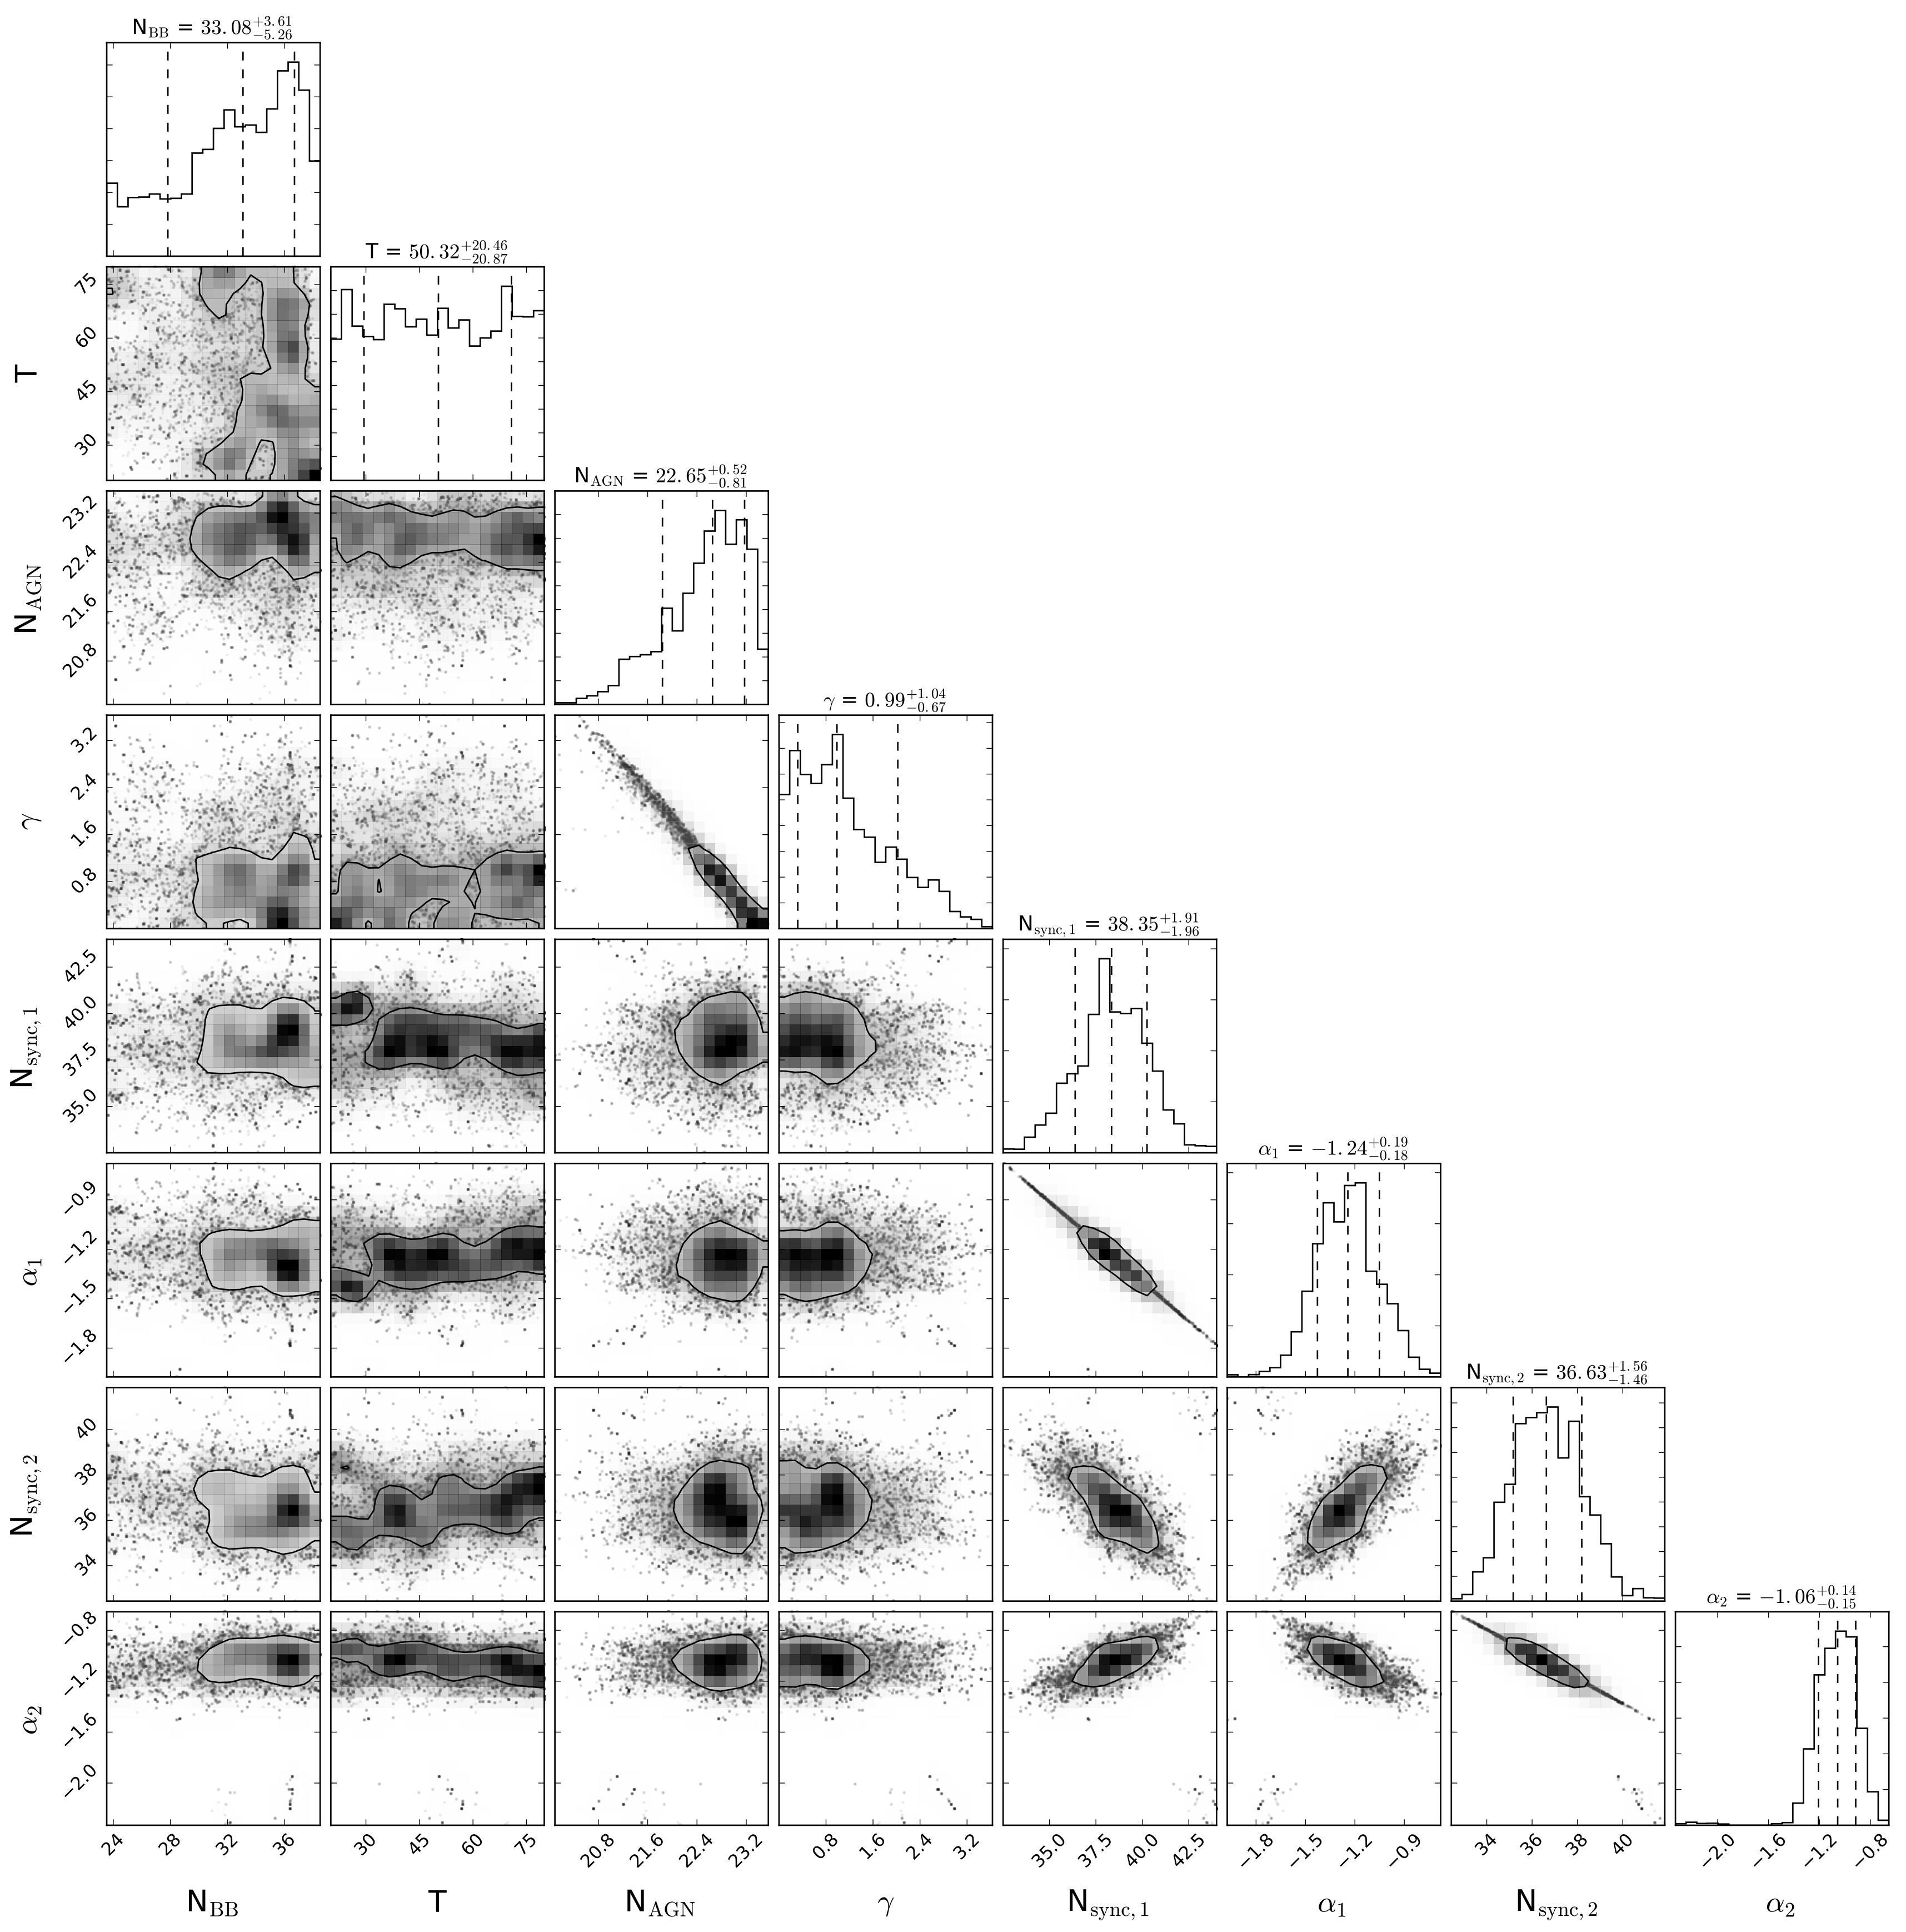 N_BB = 33.08^{+3.61}_{-5.26}
T = 50.32^{+20.46}_{-20.87}
75
60
45
30
T
N_AGN = 22.65^{+0.52}_{-0.81}
23.2
22.4
21.6
20.8
N_AGN
γ = 0.99^{+1.04}_{-0.67}
3.2
2.4
1.6
0.8
γ
N_sync,1 = 38.35^{+1.91}_{-1.96}
42.5
40.0
37.5
35.0
N_sync,1
α_1 = −1.24^{+0.19}_{-0.18}
−0.9
−1.2
−1.5
−1.8
α_1
N_sync,2 = 36.63^{+1.56}_{-1.46}
40
38
36
34
N_sync,2
α_2 = −1.06^{+0.14}_{-0.15}
−0.8
−1.2
−1.6
−2.0
α_2
24 28 32 36 30 45 60 75 20.8 21.6 22.4 23.2 0.8 1.6 2.4 3.2 35.0 37.5 40.0 42.5 −1.8 −1.5 −1.2 −0.9 34 36 38 40 −2.0 −1.6 −1.2 −0.8
N_BB T N_AGN γ N_sync,1 α_1 N_sync,2 α_2